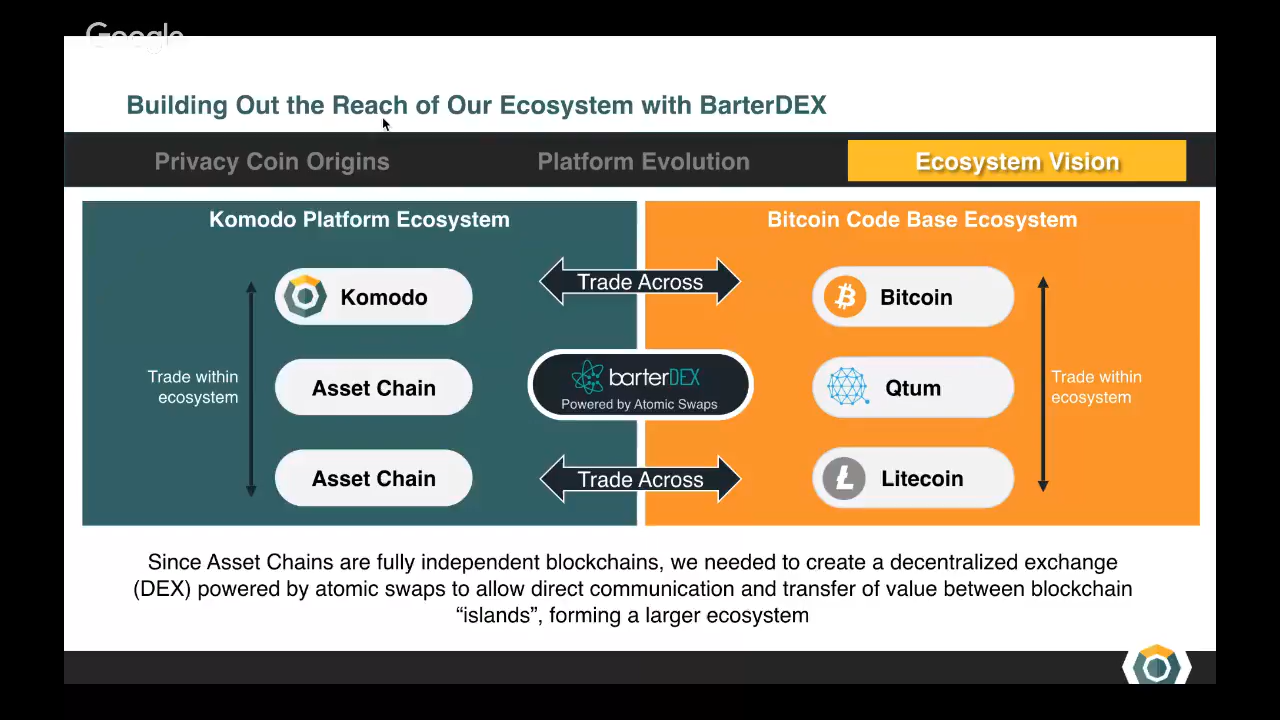 Google
Building Out the Reach of Our Ecosystem with BarterDEX
Privacy Coin Origins
Platform Evolution
Ecosystem Vision
Komodo Platform Ecosystem
Bitcoin Code Base Ecosystem
Komodo
Trade Across
Bitcoin
Trade within
ecosystem
Asset Chain
barterDEX
Powered by Atomic Swaps
Qtum
Trade within
ecosystem
Asset Chain
Trade Across
Litecoin
Since Asset Chains are fully independent blockchains, we needed to create a decentralized exchange
(DEX) powered by atomic swaps to allow direct communication and transfer of value between blockchain
“islands”, forming a larger ecosystem